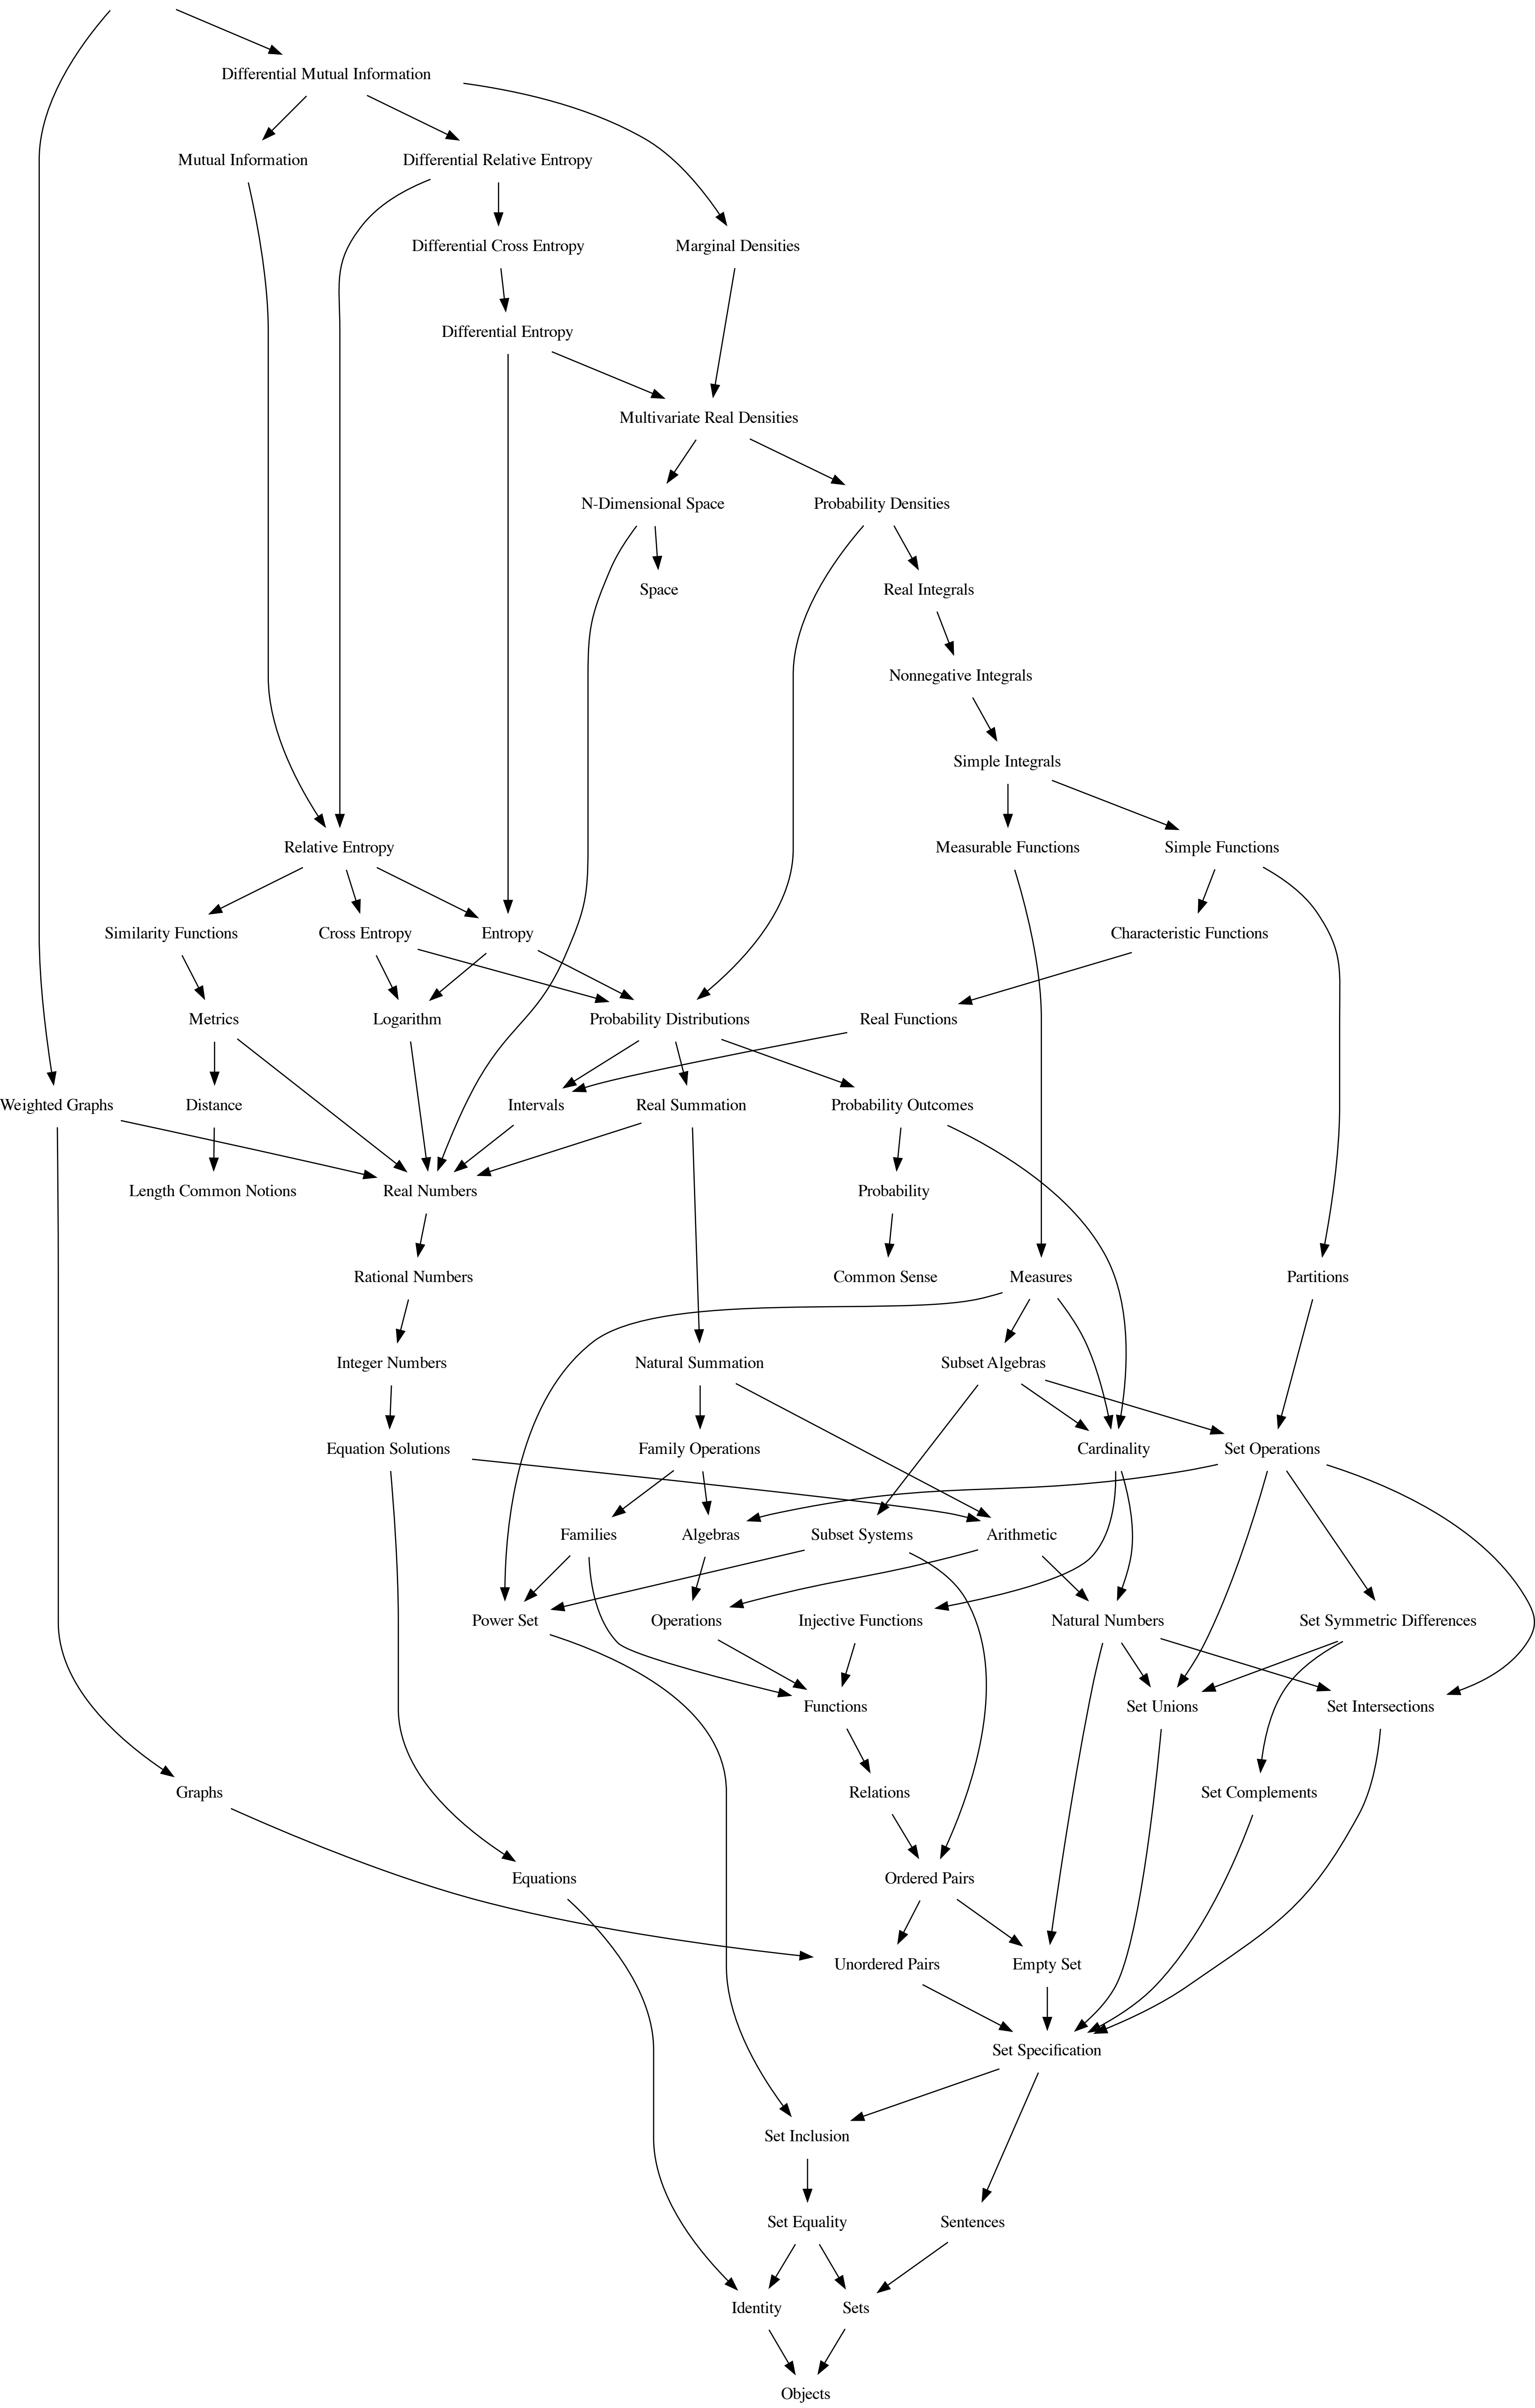 Differential Mutual Information
Mutual Information
Differential Relative Entropy
Differential Cross Entropy
Marginal Densities
Differential Entropy
Multivariate Real Densities
N-Dimensional Space
Probability Densities
Space
Real Integrals
Nonnegative Integrals
Simple Integrals
Relative Entropy
Measurable Functions
Simple Functions
Similarity Functions
Cross Entropy
Entropy
Characteristic Functions
Metrics
Logarithm
Probability Distributions
Real Functions
Weighted Graphs
Distance
Intervals
Real Summation
Probability Outcomes
Length Common Notions
Real Numbers
Probability
Rational Numbers
Common Sense
Measures
Partitions
Integer Numbers
Natural Summation
Subset Algebras
Equation Solutions
Family Operations
Cardinality
Set Operations
Families
Algebras
Subset Systems
Arithmetic
Power Set
Operations
Injective Functions
Natural Numbers
Set Symmetric Differences
Functions
Set Unions
Set Intersections
Graphs
Relations
Set Complements
Equations
Ordered Pairs
Unordered Pairs
Empty Set
Set Specification
Set Inclusion
Set Equality
Sentences
Identity
Sets
Objects